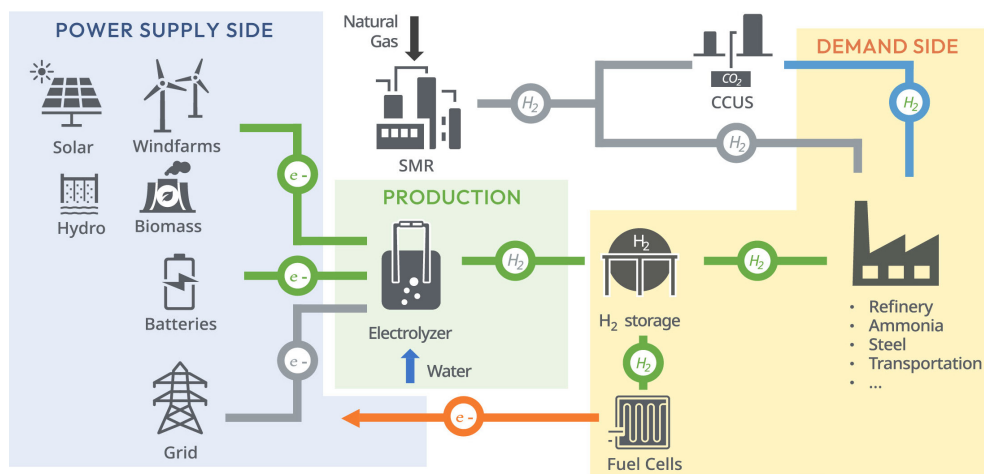 POWER SUPPLY SIDE
Solar
Windfarms
Hydro
Biomass
Batteries
Grid
e-
e-
e-
Natural
Gas
SMR
H2
CO2
CCUS
H2
H2
DEMAND SIDE
PRODUCTION
Electrolyzer
Water
H2
H2
H2 storage
H2
H2
Fuel Cells
e-
• Refinery
• Ammonia
• Steel
• Transportation
• ...